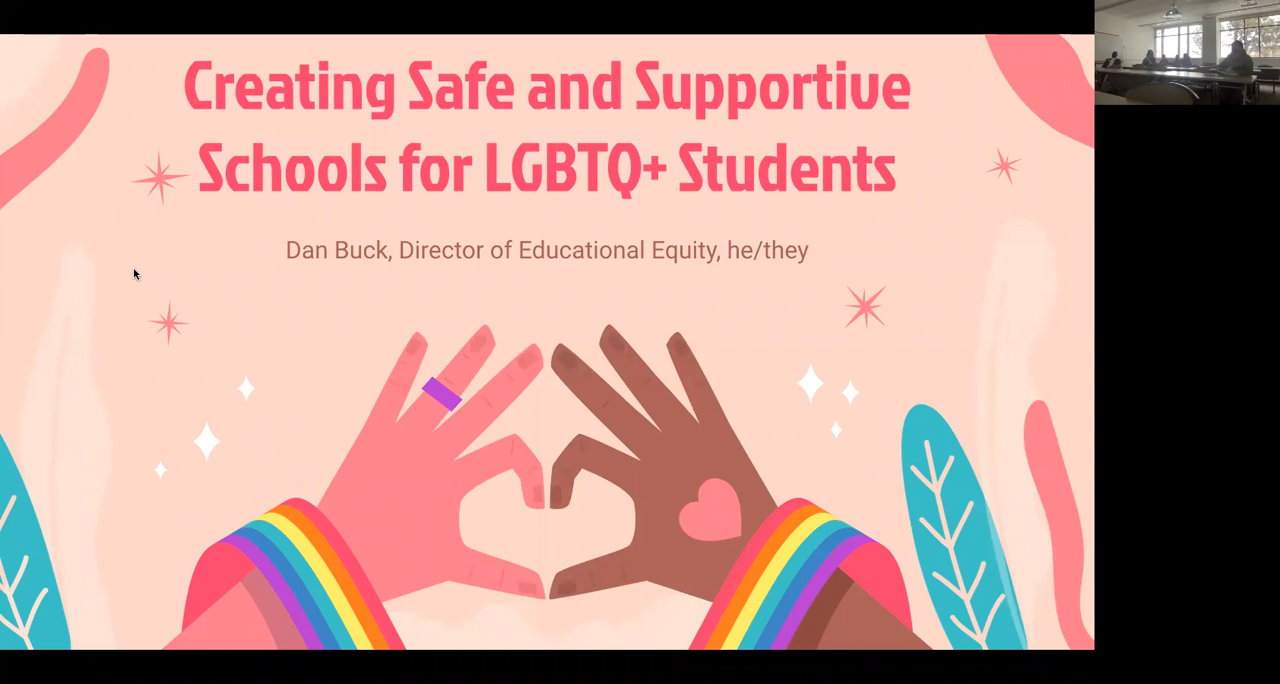 Creating Safe and Supportive
Schools for LGBTQ+ Students
Dan Buck, Director of Educational Equity, he/they